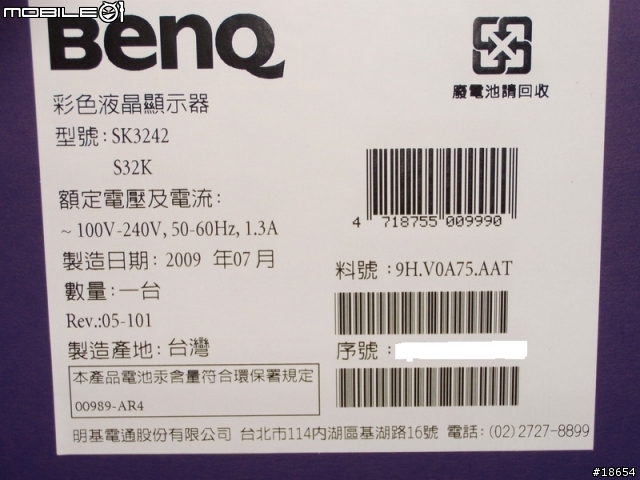 MOBILE01
BenQ
廢電池請回收
彩色液晶顯示器
型號: SK3242
S32K
額定電壓及電流:
~ 100V-240V, 50-60Hz, 1.3A
4 718755 009990
製造日期: 2009 年07月
料號 : 9H.V0A75.AAT
數量: 一台
Rev.:05-101
序號 :
製造產地: 台灣
本產品電池汞含量符合環保署規定
00989-AR4
明基電通股份有限公司 台北市114內湖區基湖路16號 電話: (02) 2727-8899
#18654